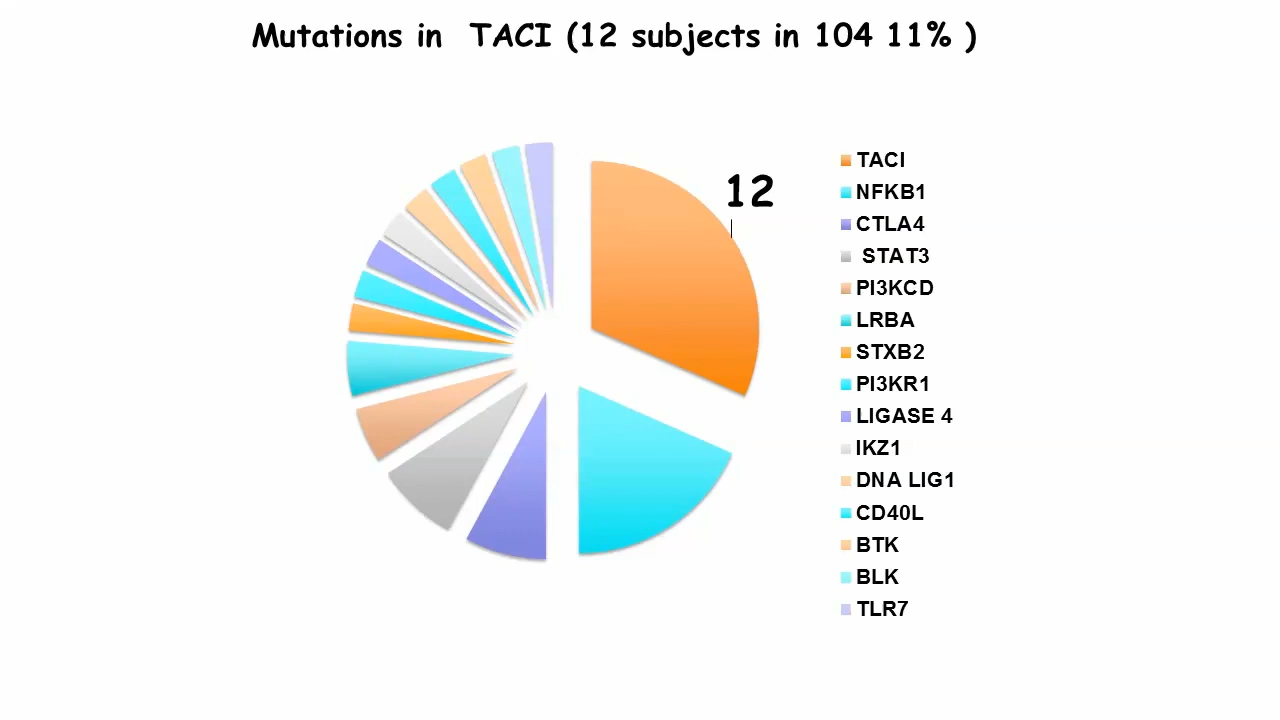 Mutations in TACI (12 subjects in 104 11% )
12
TACI
NFKB1
CTLA4
STAT3
PI3KCD
LRBA
STXB2
PI3KR1
LIGASE 4
IKZ1
DNA LIG1
CD40L
BTK
BLK
TLR7